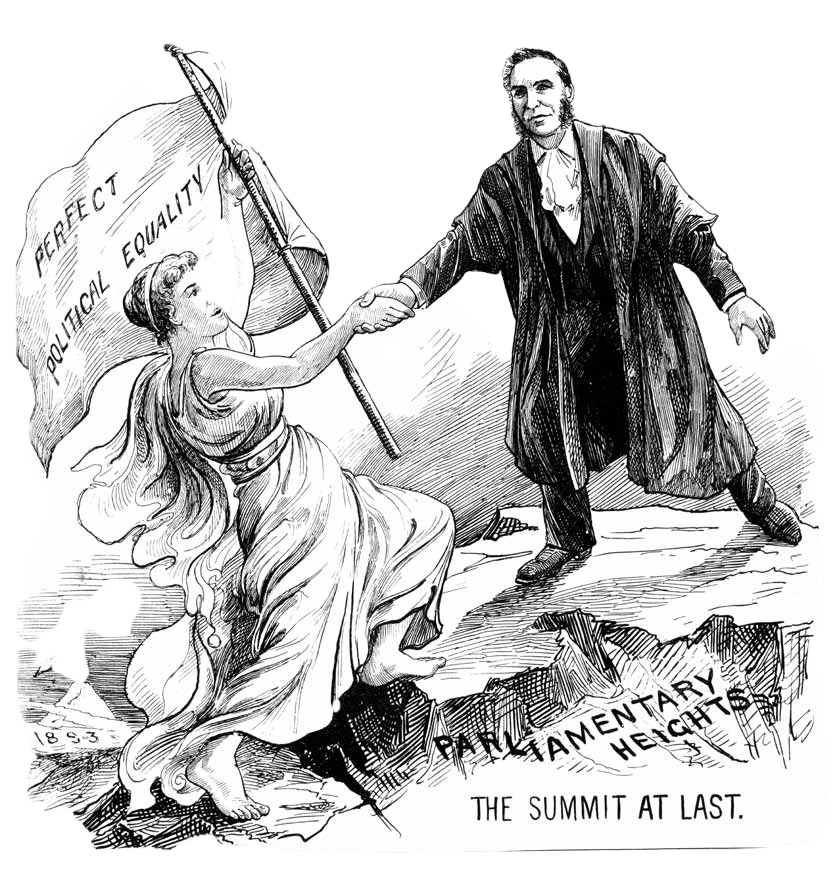 PERFECT
POLITICAL EQUALITY
1893
PARLIAMENTARY
HEIGHTS
THE SUMMIT AT LAST.